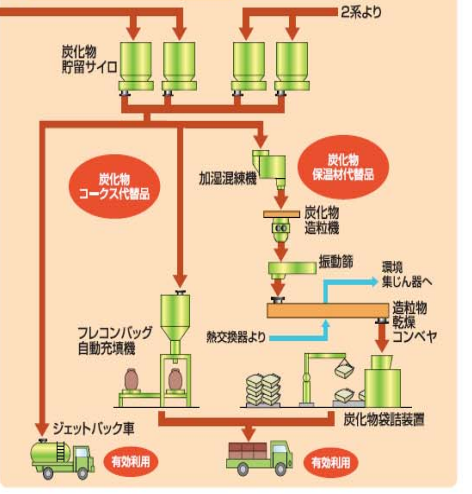 2系より
炭化物
貯留サイロ
炭化物
コークス代替品
加湿混練機
炭化物
保温材代替品
炭化物
造粒機
振動篩
環境
集じん器へ
フレコンバッグ
自動充填機
熱交換器より
造粒物
乾燥
コンベヤ
炭化物袋詰装置
ジェットパック車
有効利用
有効利用